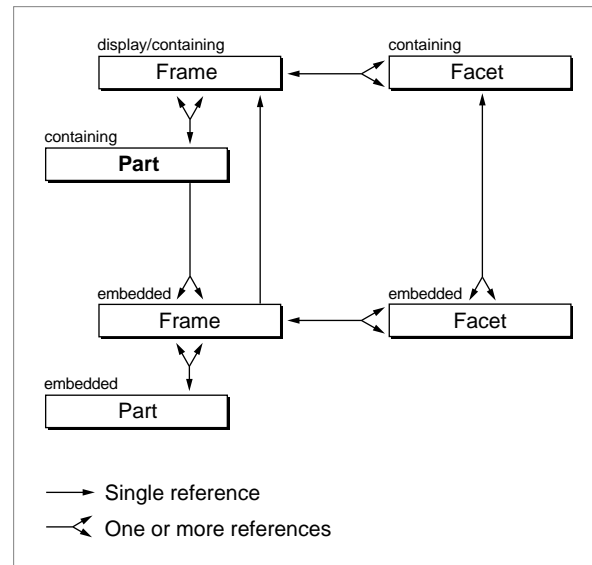 display/containing
containing
Frame
Facet
containing
Part
embedded
embedded
Frame
Facet
embedded
Part
Single reference
One or more references